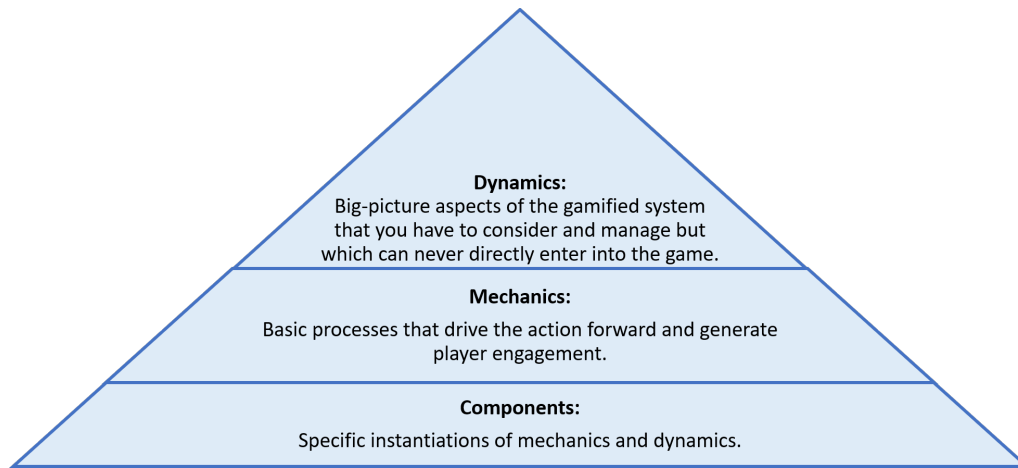 Dynamics:
Big-picture aspects of the gamified system
that you have to consider and manage but
which can never directly enter into the game.
Mechanics:
Basic processes that drive the action forward and generate
player engagement.
Components:
Specific instantiations of mechanics and dynamics.